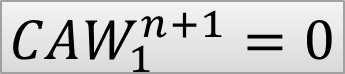 $CAW_1^{n+1} = 0$